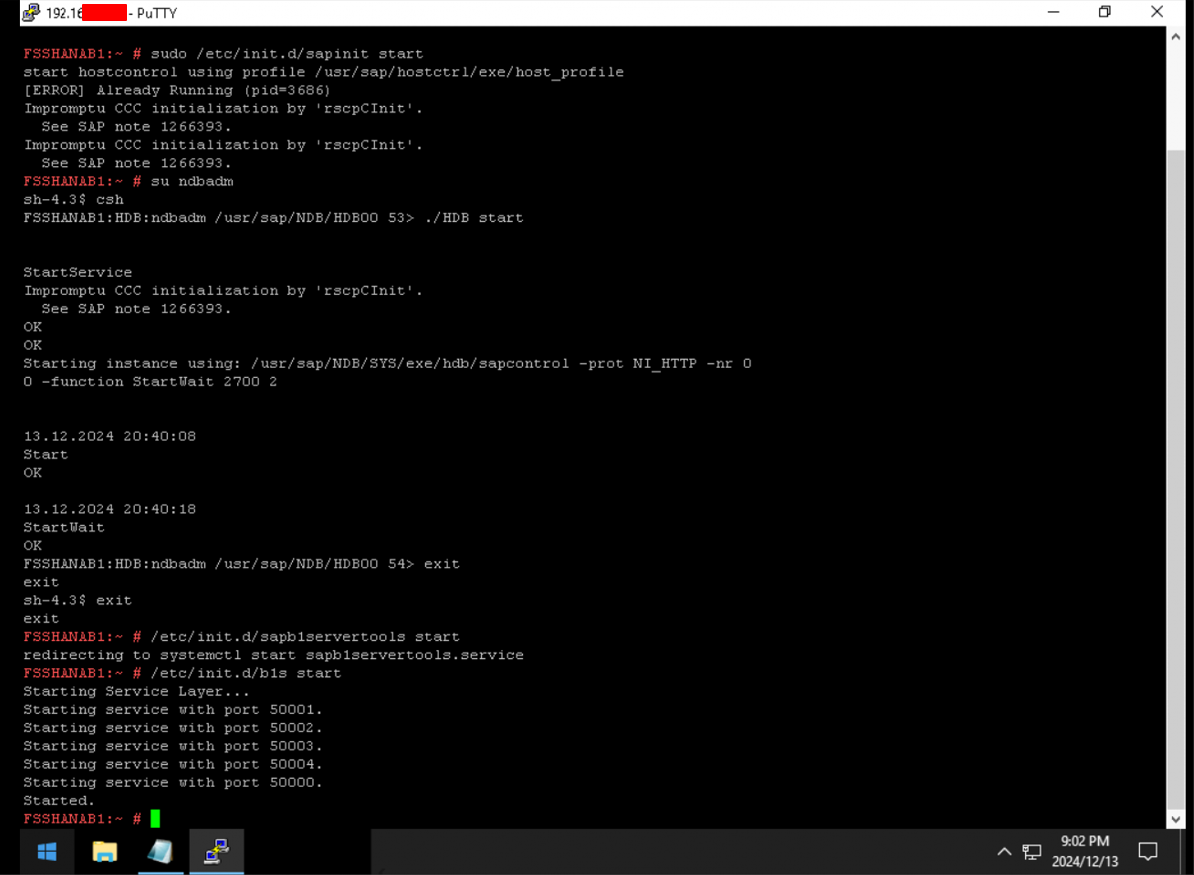 192.16 - PuTTY
FSSHANAB1:~ # sudo /etc/init.d/sapinit start
start hostcontrol using profile /usr/sap/hostctrl/exe/host_profile
[ERROR] Already Running (pid=3686)
Impromptu CCC initialization by 'rscpCInit'.
  See SAP note 1266393.
Impromptu CCC initialization by 'rscpCInit'.
  See SAP note 1266393.
FSSHANAB1:~ # su ndbadm
sh-4.3$ csh
FSSHANAB1:HDB:ndbadm /usr/sap/NDB/HDB00 53> ./HDB start
StartService
Impromptu CCC initialization by 'rscpCInit'.
  See SAP note 1266393.
OK
OK
Starting instance using: /usr/sap/NDB/SYS/exe/hdb/sapcontrol -prot NI_HTTP -nr 0
0 -function StartWait 2700 2
13.12.2024 20:40:08
Start
OK
13.12.2024 20:40:18
StartWait
OK
FSSHANAB1:HDB:ndbadm /usr/sap/NDB/HDB00 54> exit
exit
sh-4.3$ exit
exit
FSSHANAB1:~ # /etc/init.d/sapb1servertools start
redirecting to systemctl start sapb1servertools.service
FSSHANAB1:~ # /etc/init.d/b1s start
Starting Service Layer...
Starting service with port 50001.
Starting service with port 50002.
Starting service with port 50003.
Starting service with port 50004.
Starting service with port 50000.
Started.
FSSHANAB1:~ #
9:02 PM
2024/12/13